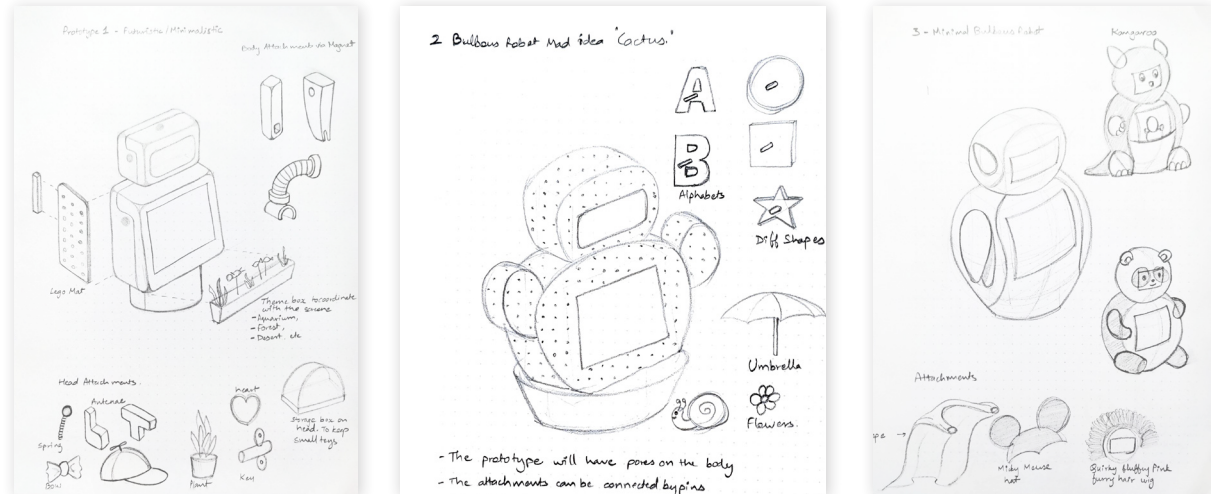 Prototype 1 - Futuristic/Minimalistic
Body Attachments via Magnet
Lego Mat
Theme box to coordinate
with the screen
- Aquarium,
- Forest,
- Desert etc
Head Attachments.
Antenae
Spring
Bow
Plant
heart
Key
Storage box on
head. To keep
small toys
2 Bulbous Robot Mad idea "Cactus."
A
B
Alphabets
Diff Shapes
Umbrella
Flowers.
- The prototype will have pores on the body
- The attachments can be connected by pins
3 - Minimal Bulbous Robot
Kangaroo
Attachments
Micky Mouse
hat
Quirky fluffy Pink
furry hair wig